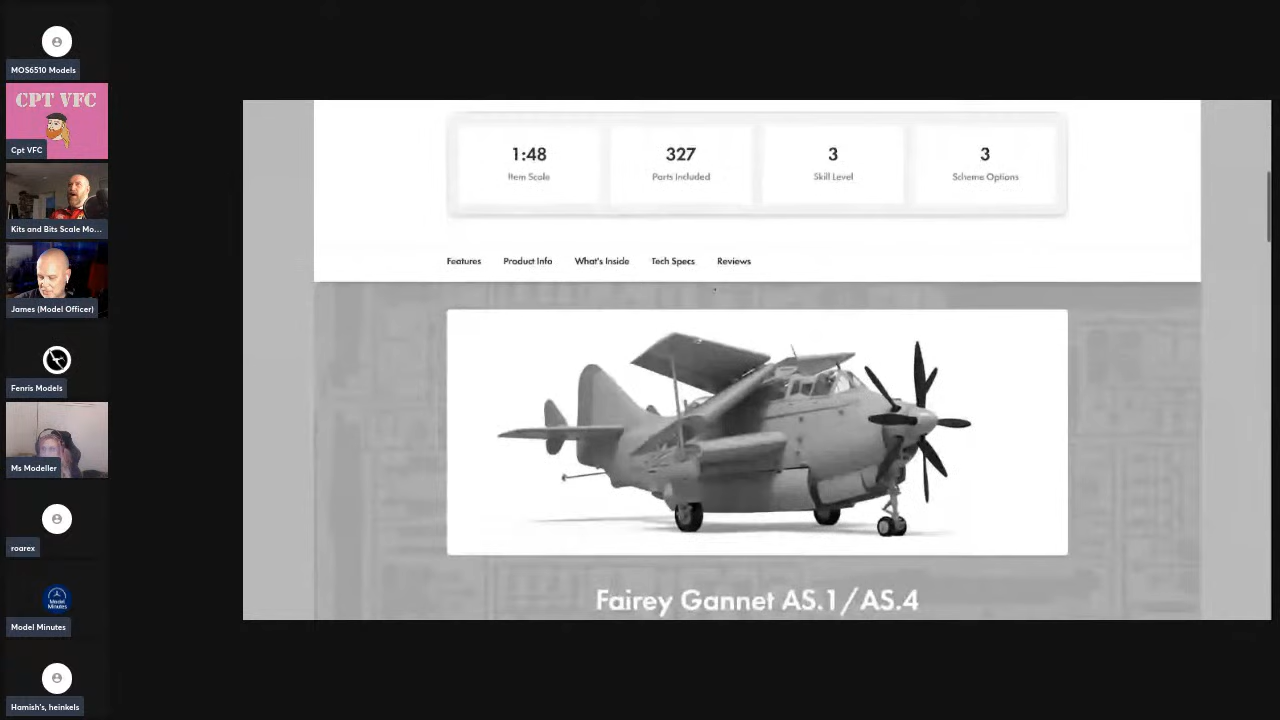 MOS6510 Models
CPT VFC
Cpt VFC
Kits and Bits Scale Mo...
James (Model Officer)
Fenris Models
Ms Modeller
roarex
Model Minutes
Model Minutes
Hamish's, heinkels
1:48
Item Scale
327
Parts Included
3
Skill Level
3
Scheme Options
Features Product Info What's Inside Tech Specs Reviews
Fairey Gannet AS.1/AS.4